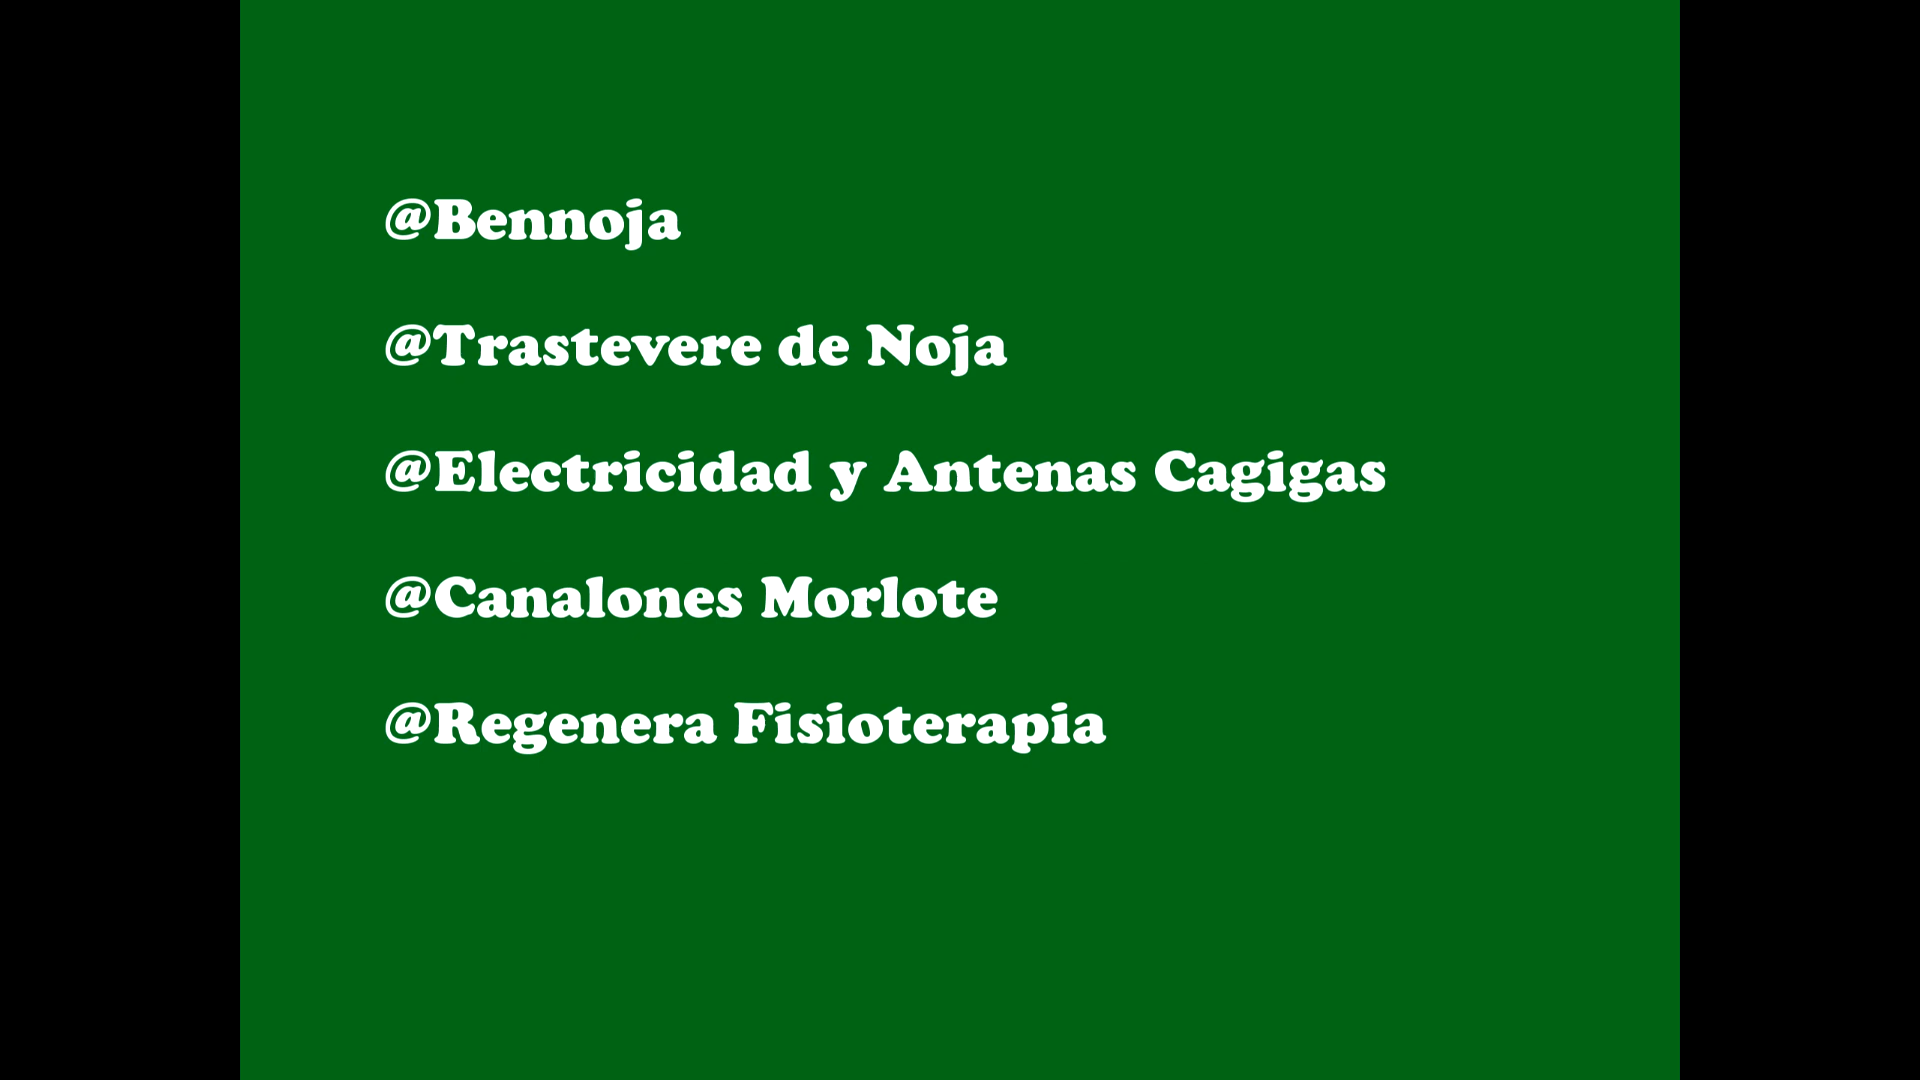 @Bennoja
@Trastevere de Noja
@Electricidad y Antenas Cagigas
@Canalones Morlote
@Regenera Fisioterapia